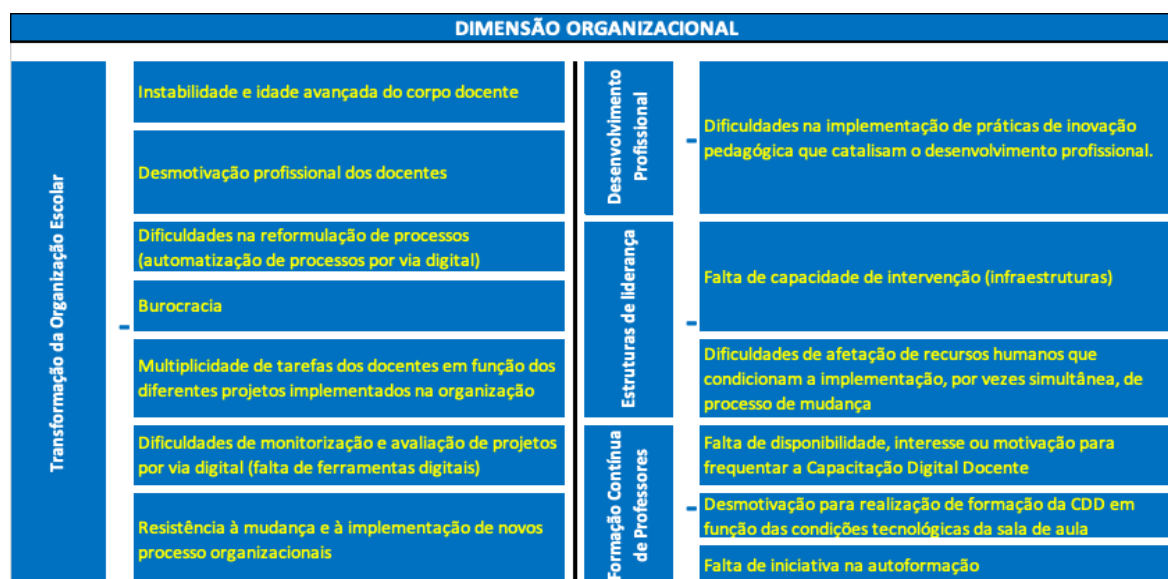 DIMENSÃO ORGANIZACIONAL
Transformação da Organização Escolar
-
Instabilidade e idade avançada do corpo docente
Desmotivação profissional dos docentes
Dificuldades na reformulação de processos
(automatização de processos por via digital)
Burocracia
Multiplicidade de tarefas dos docentes em função dos
diferentes projetos implementados na organização
Dificuldades de monitorização e avaliação de projetos
por via digital (falta de ferramentas digitais)
Resistência à mudança e à implementação de novos
processo organizacionais
Desenvolvimento
Profissional
-
Dificuldades na implementação de práticas de inovação
pedagógica que catalisam o desenvolvimento profissional.
Estruturas de liderança
-
Falta de capacidade de intervenção (infraestruturas)
Dificuldades de afetação de recursos humanos que
condicionam a implementação, por vezes simultânea, de
processo de mudança
Formação Contínua
de Professores
-
Falta de disponibilidade, interesse ou motivação para
frequentar a Capacitação Digital Docente
Desmotivação para realização de formação da CDD em
função das condições tecnológicas da sala de aula
Falta de iniciativa na autoformação